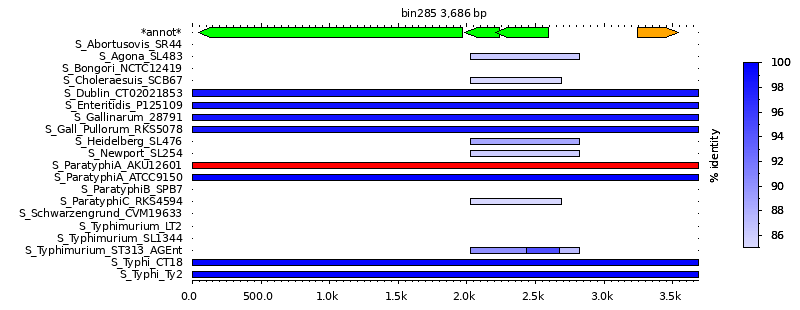 bin285 3,686 bp
*annot*
S_Abortusovis_SR44
S_Agona_SL483
S_Bongori_NCTC12419
S_Choleraesuis_SCB67
S_Dublin_CT02021853
S_Enteritidis_P125109
S_Gallinarum_28791
S_Gall_Pullorum_RKS5078
S_Heidelberg_SL476
S_Newport_SL254
S_ParatyphiA_AKU12601
S_ParatyphiA_ATCC9150
S_ParatyphiB_SPB7
S_ParatyphiC_RKS4594
S_Schwarzengrund_CVM19633
S_Typhimurium_LT2
S_Typhimurium_SL1344
S_Typhimurium_ST313_AGEnt
S_Typhi_CT18
S_Typhi_Ty2
0.0 500.0 1.0k 1.5k 2.0k 2.5k 3.0k 3.5k
% identity
100
98
96
94
92
90
88
86